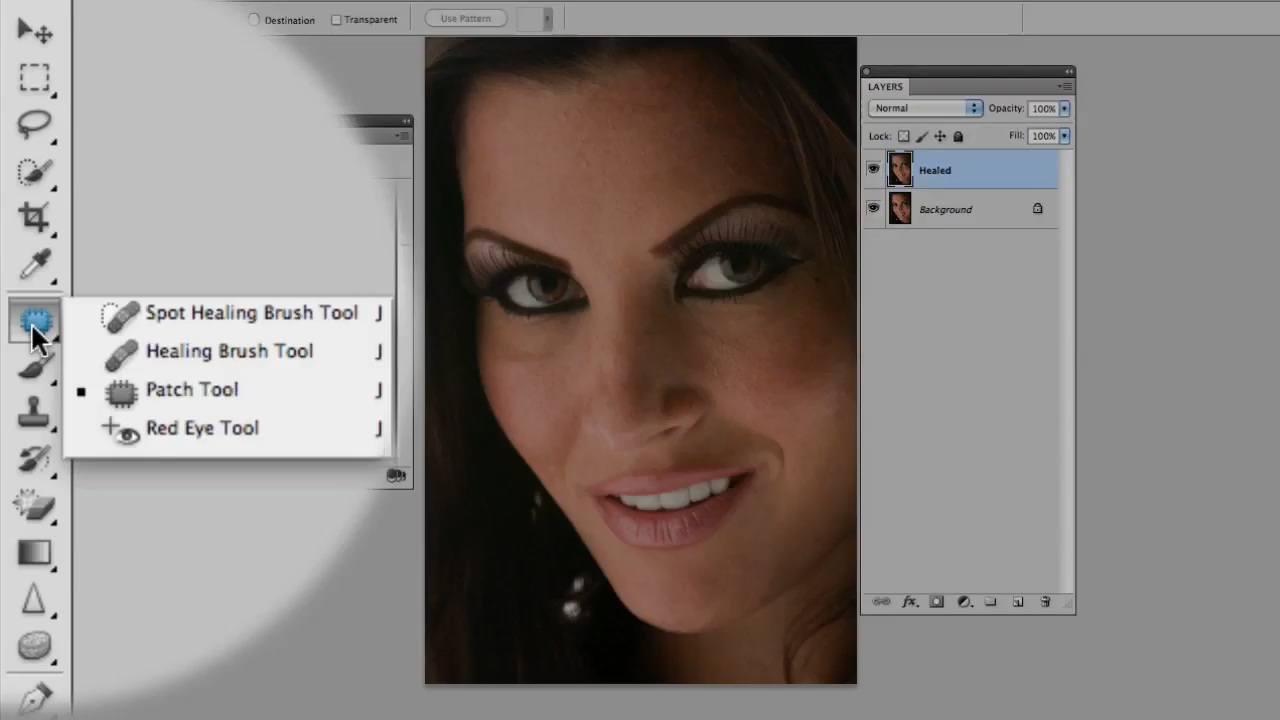 Destination Transparent Use Pattern
LAYERS
Normal Opacity: 100%
Lock: Fill: 100%
Healed
Background
Spot Healing Brush Tool J
Healing Brush Tool J
Patch Tool J
Red Eye Tool J
fx.